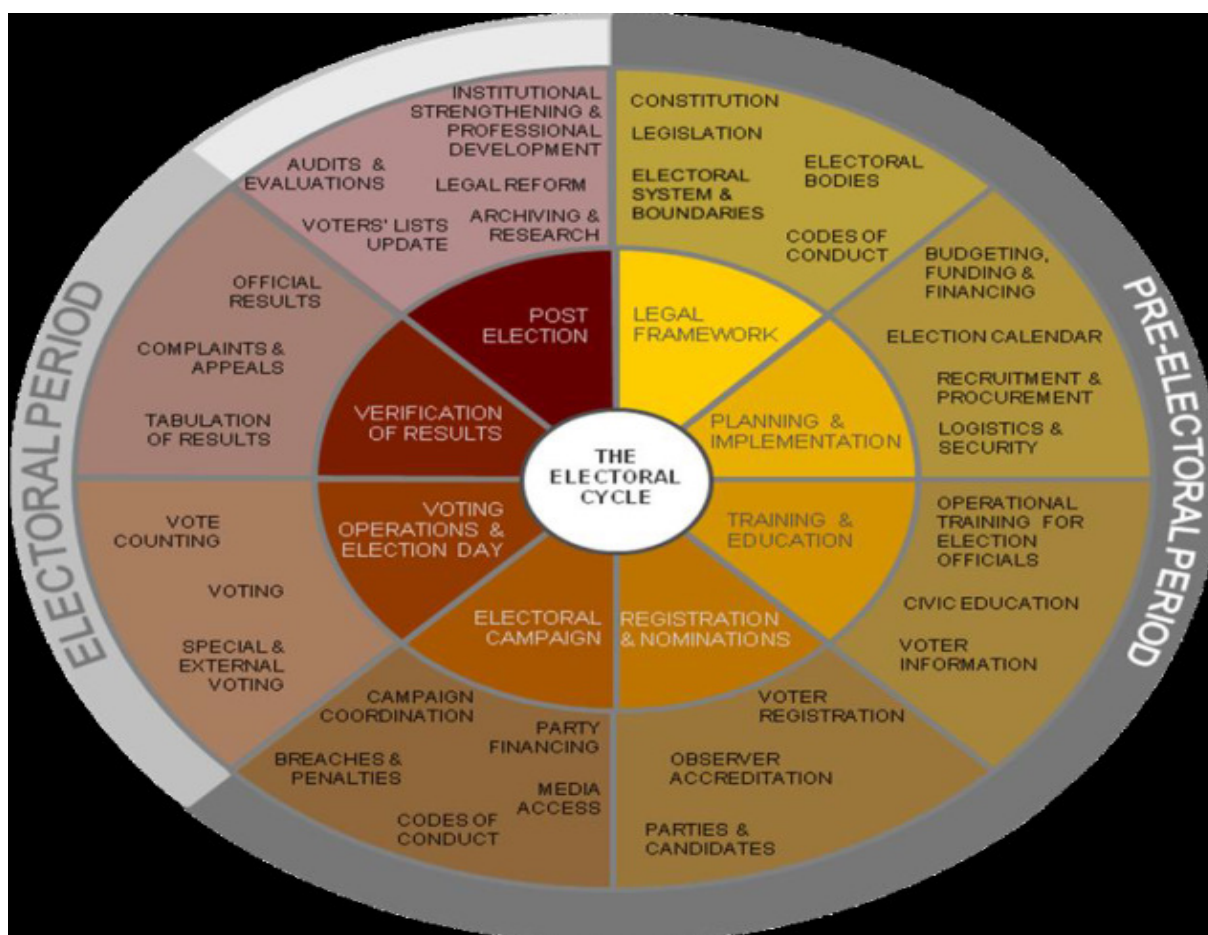 THE
ELECTORAL
CYCLE
LEGAL
FRAMEWORK
CONSTITUTION
LEGISLATION
ELECTORAL
SYSTEM &
BOUNDARIES
ELECTORAL
BODIES
CODES OF
CONDUCT
PLANNING &
IMPLEMENTATION
BUDGETING,
FUNDING &
FINANCING
ELECTION CALENDAR
RECRUITMENT &
PROCUREMENT
LOGISTICS &
SECURITY
TRAINING &
EDUCATION
OPERATIONAL
TRAINING FOR
ELECTION
OFFICIALS
CIVIC EDUCATION
VOTER
INFORMATION
REGISTRATION
& NOMINATIONS
VOTER
REGISTRATION
OBSERVER
ACCREDITATION
PARTIES &
CANDIDATES
ELECTORAL
CAMPAIGN
CAMPAIGN
COORDINATION
PARTY
FINANCING
BREACHES &
PENALTIES
MEDIA
ACCESS
CODES OF
CONDUCT
VOTING
OPERATIONS &
ELECTION DAY
VOTE
COUNTING
VOTING
SPECIAL &
EXTERNAL
VOTING
VERIFICATION
OF RESULTS
OFFICIAL
RESULTS
COMPLAINTS &
APPEALS
TABULATION
OF RESULTS
POST
ELECTION
INSTITUTIONAL
STRENGTHENING &
PROFESSIONAL
DEVELOPMENT
AUDITS &
EVALUATIONS
LEGAL REFORM
VOTERS' LISTS
UPDATE
ARCHIVING &
RESEARCH
PRE-ELECTORAL PERIOD
ELECTORAL PERIOD